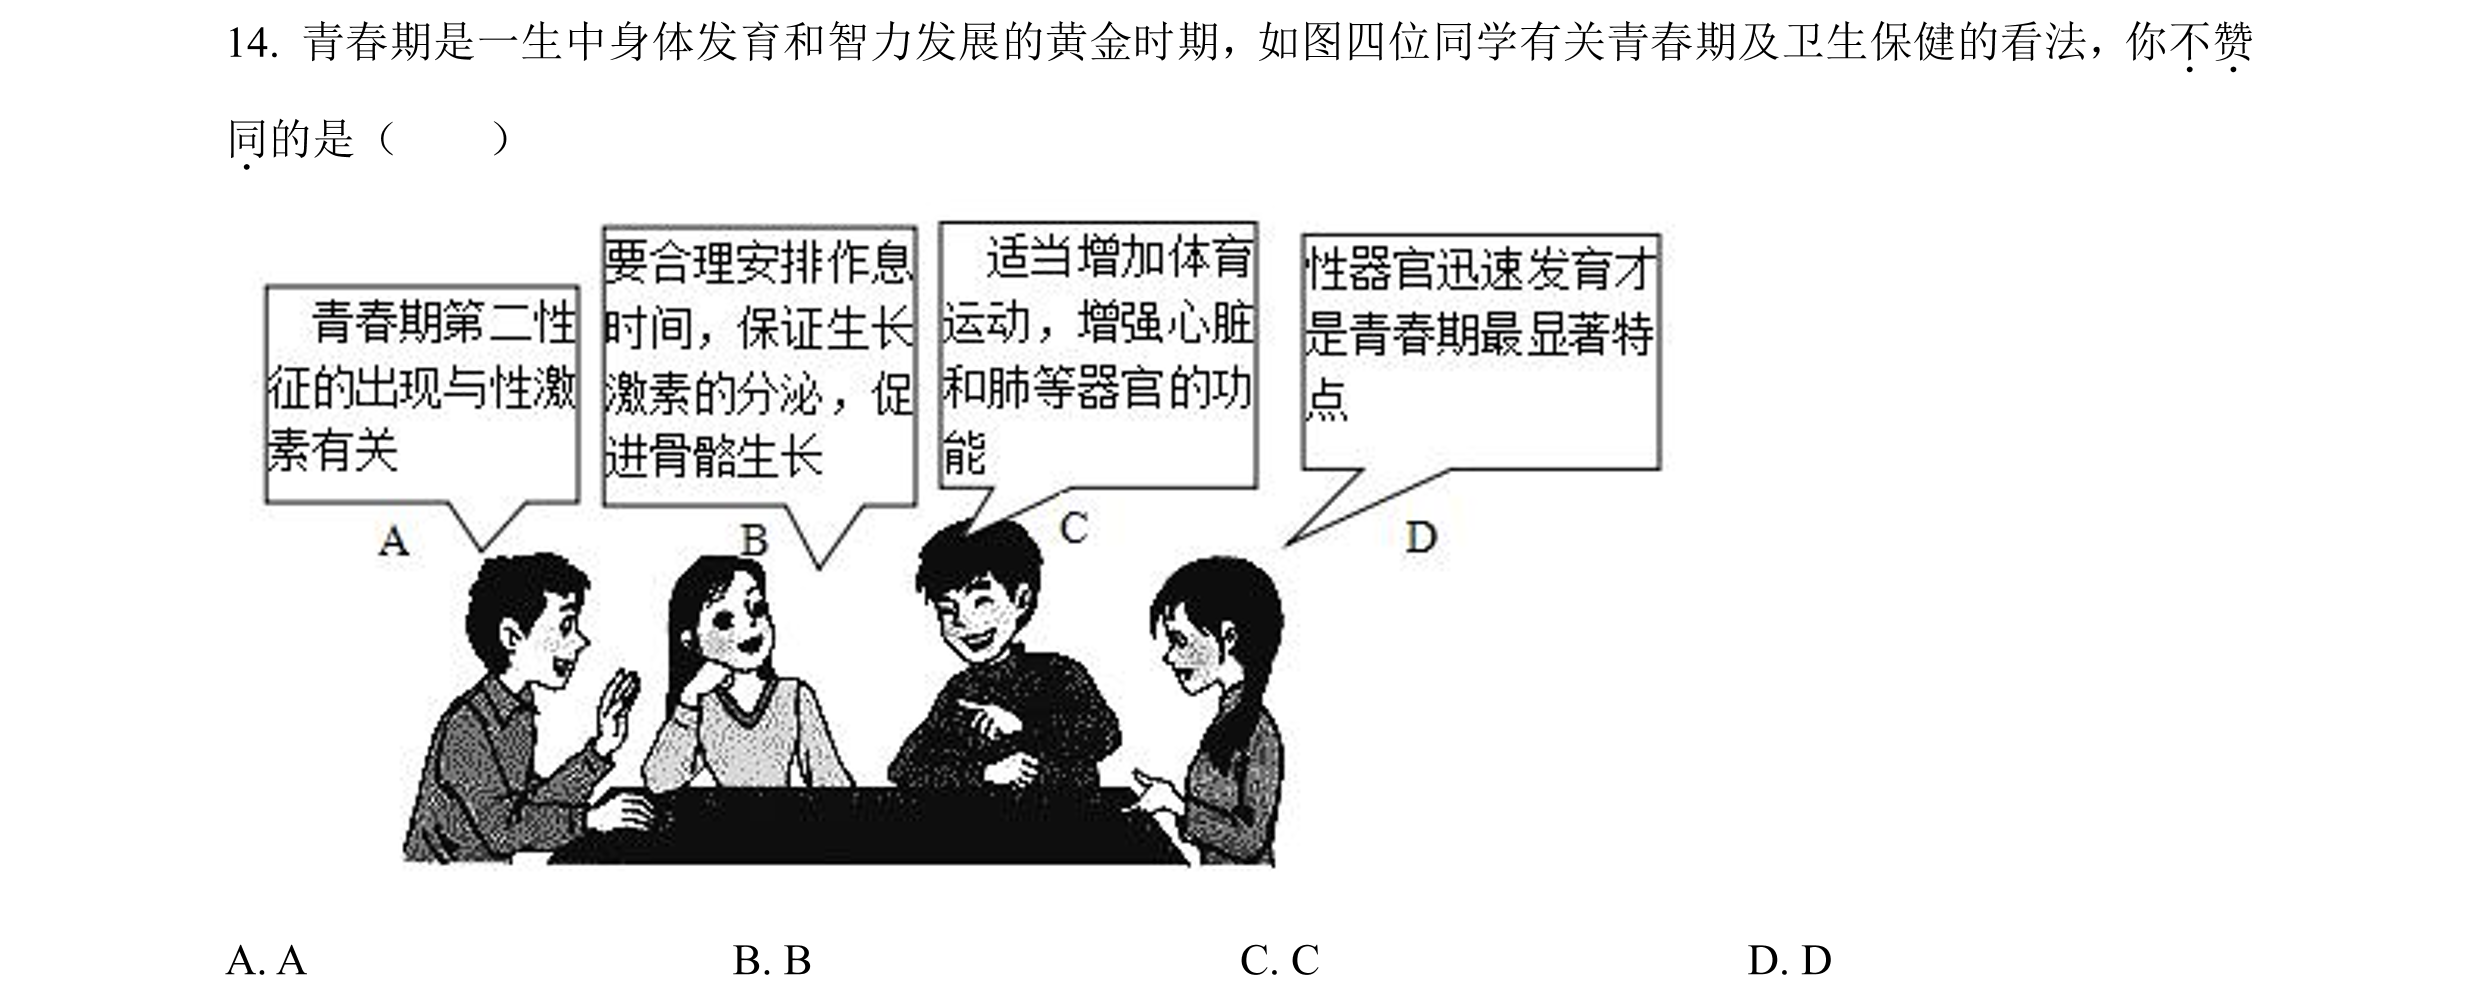 14. 青春期是一生中身体发育和智力发展的黄金时期，如图四位同学有关青春期及卫生保健的看法，你不赞
同的是（　　）
青春期第二性
征的出现与性激
素有关
A
要合理安排作息
时间，保证生长
激素的分泌，促
进骨骼生长
B
适当增加体育
运动，增强心脏
和肺等器官的功
能
C
性器官迅速发育才
是青春期最显著特
点
D
A. A　　B. B　　C. C　　D. D